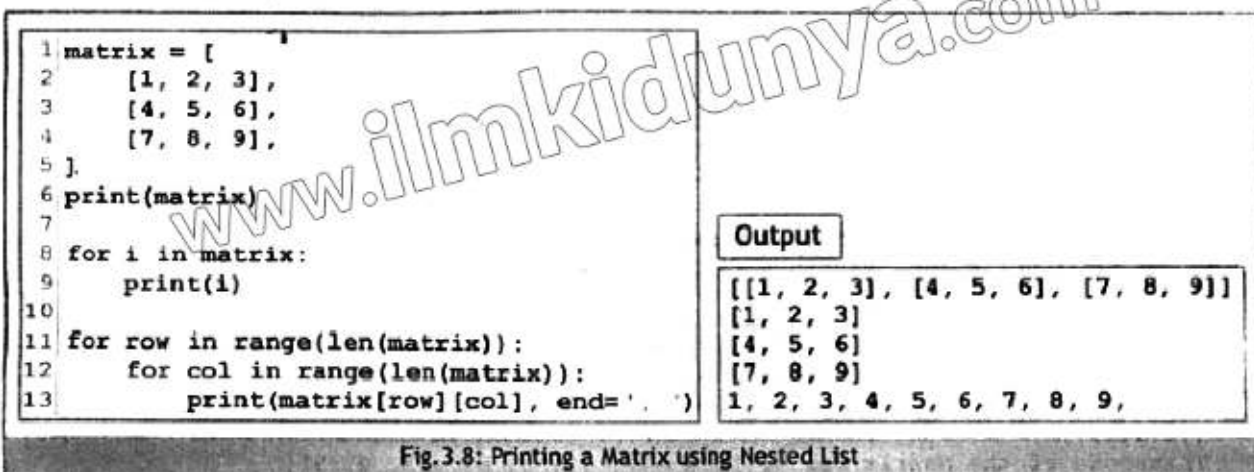 www.ilmkidunya.com
1 matrix = [
2     [1, 2, 3],
3     [4, 5, 6],
4     [7, 8, 9],
5 ]
6 print(matrix)
7
8 for i in matrix:
9     print(i)
10
11 for row in range(len(matrix)):
12     for col in range(len(matrix)):
13         print(matrix[row][col], end=', ')
Output
[[1, 2, 3], [4, 5, 6], [7, 8, 9]]
[1, 2, 3]
[4, 5, 6]
[7, 8, 9]
1, 2, 3, 4, 5, 6, 7, 8, 9,
Fig.3.8: Printing a Matrix using Nested List